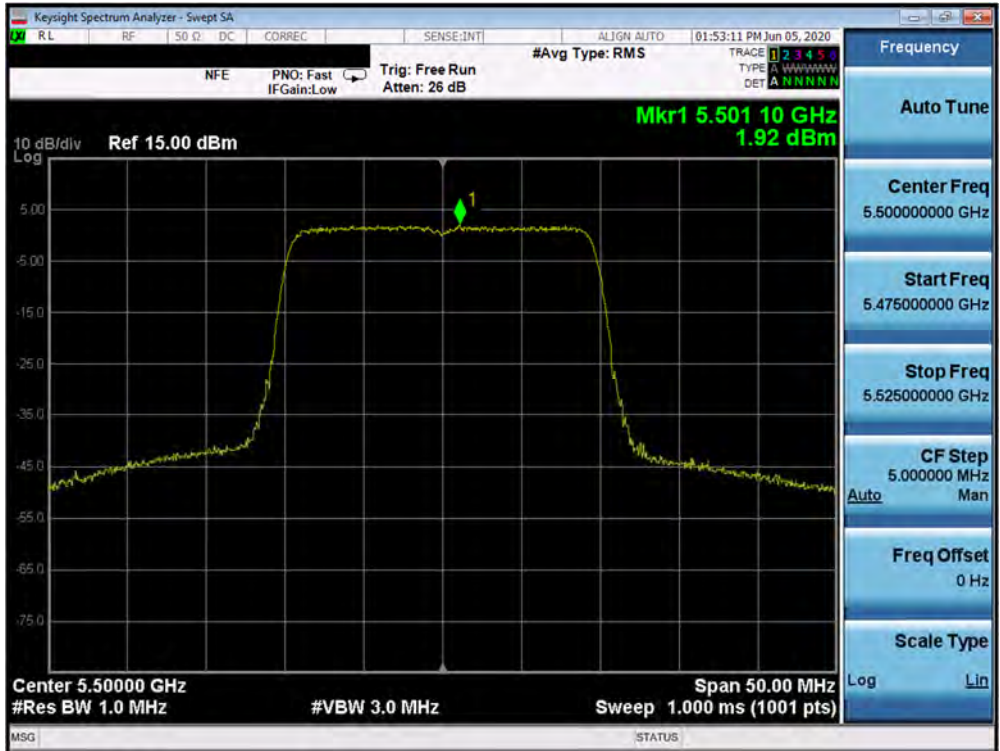 Keysight Spectrum Analyzer - Swept SA
LXI RL RF 50 Ω DC CORREC SENSE:INT ALIGN AUTO 01:53:11 PM Jun 05, 2020
NFE PNO: Fast Trig: Free Run #Avg Type: RMS TRACE 1 2 3 4 5 6
IFGain:Low Atten: 26 dB TYPE A WWWWW
DET A N N N N N
Mkr1 5.501 10 GHz
1.92 dBm
10 dB/div Ref 15.00 dBm
Log
1
5.00
-5.00
-15.0
-25.0
-35.0
-45.0
-55.0
-65.0
-75.0
Center 5.50000 GHz Span 50.00 MHz
#Res BW 1.0 MHz #VBW 3.0 MHz Sweep 1.000 ms (1001 pts)
MSG STATUS
Frequency
Auto Tune
Center Freq
5.500000000 GHz
Start Freq
5.475000000 GHz
Stop Freq
5.525000000 GHz
CF Step
5.000000 MHz
Auto Man
Freq Offset
0 Hz
Scale Type
Log Lin